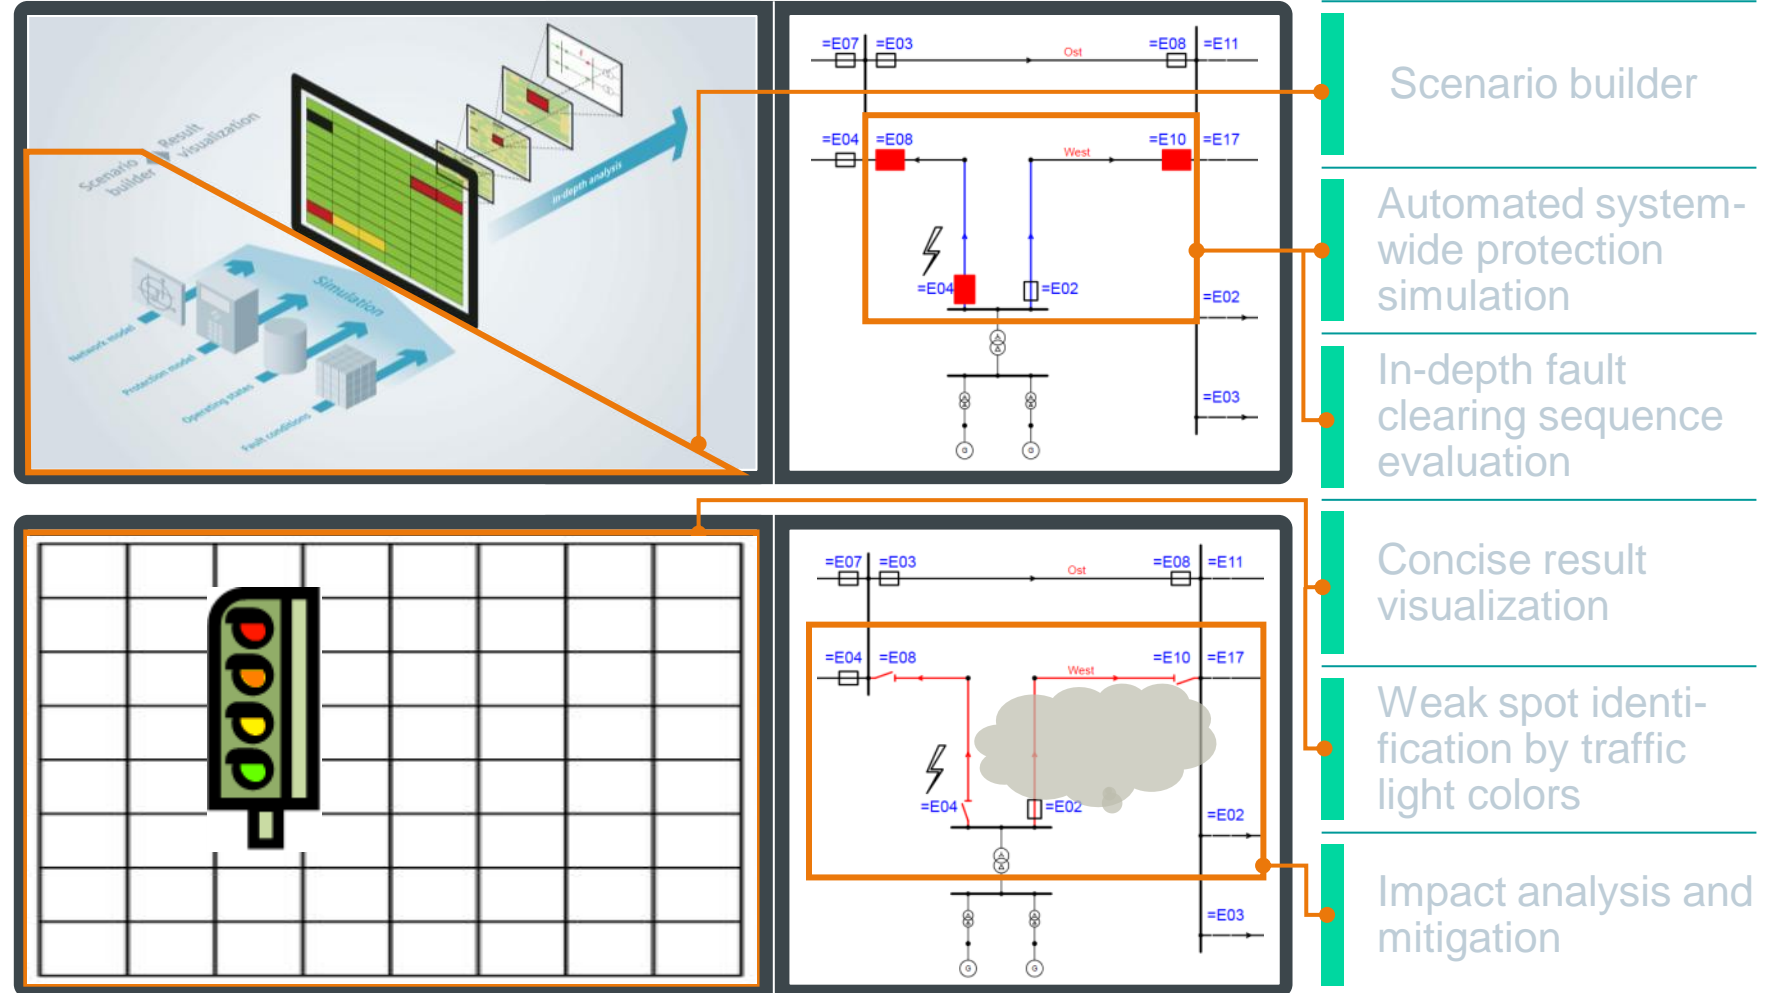 Scenario
builder
Result
visualization
In-depth analysis
Simulation
Network model
Protection model
Operating states
Fault conditions
=E07 =E03 Ost =E08 =E11
=E04 =E08 West =E10 =E17
=E04 =E02 =E02
=E03
G G
=E07 =E03 Ost =E08 =E11
=E04 =E08 West =E10 =E17
=E04 =E02 =E02
=E03
G G
Scenario builder
Automated system-
wide protection
simulation
In-depth fault
clearing sequence
evaluation
Concise result
visualization
Weak spot identi-
fication by traffic
light colors
Impact analysis and
mitigation